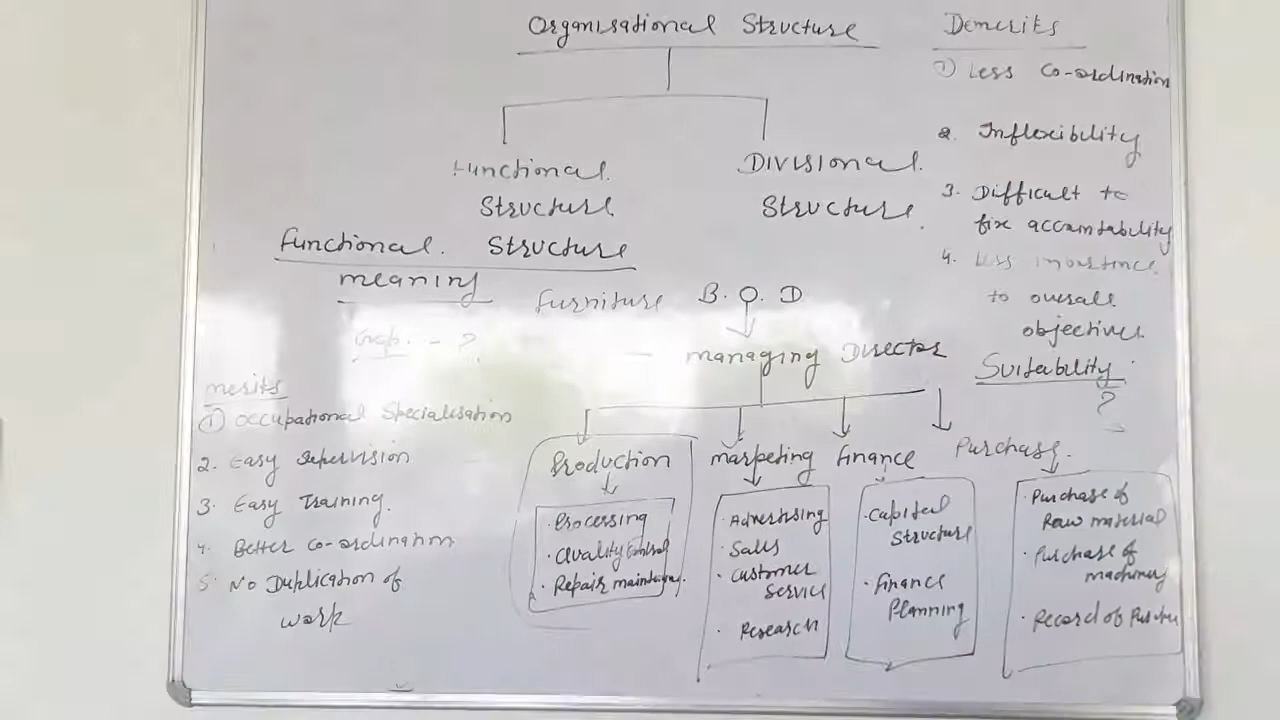 Organisational Structure
Functional.
Structure
Divisional.
Structure
Functional. Structure
meaning
Furniture B.O.D
managing Director
Production
Processing
Quality Control
Repair
marketing
Advertising
Sales
Customer
Service
Research
finance
Capital
Structure
Finance
Planning
Purchase.
Purchase of
Raw material
Purchase of
machinery
Record of
merits
① Occupational Specialisation
2. Easy Supervision
3. Easy Training.
4. Better Co-ordination
5. No Duplication of
work
Demerits
① Less Co-ordination
2. Inflexibility
3. Difficult to
fix accountability
4. Less
to overall
objectives.
Suitability
?